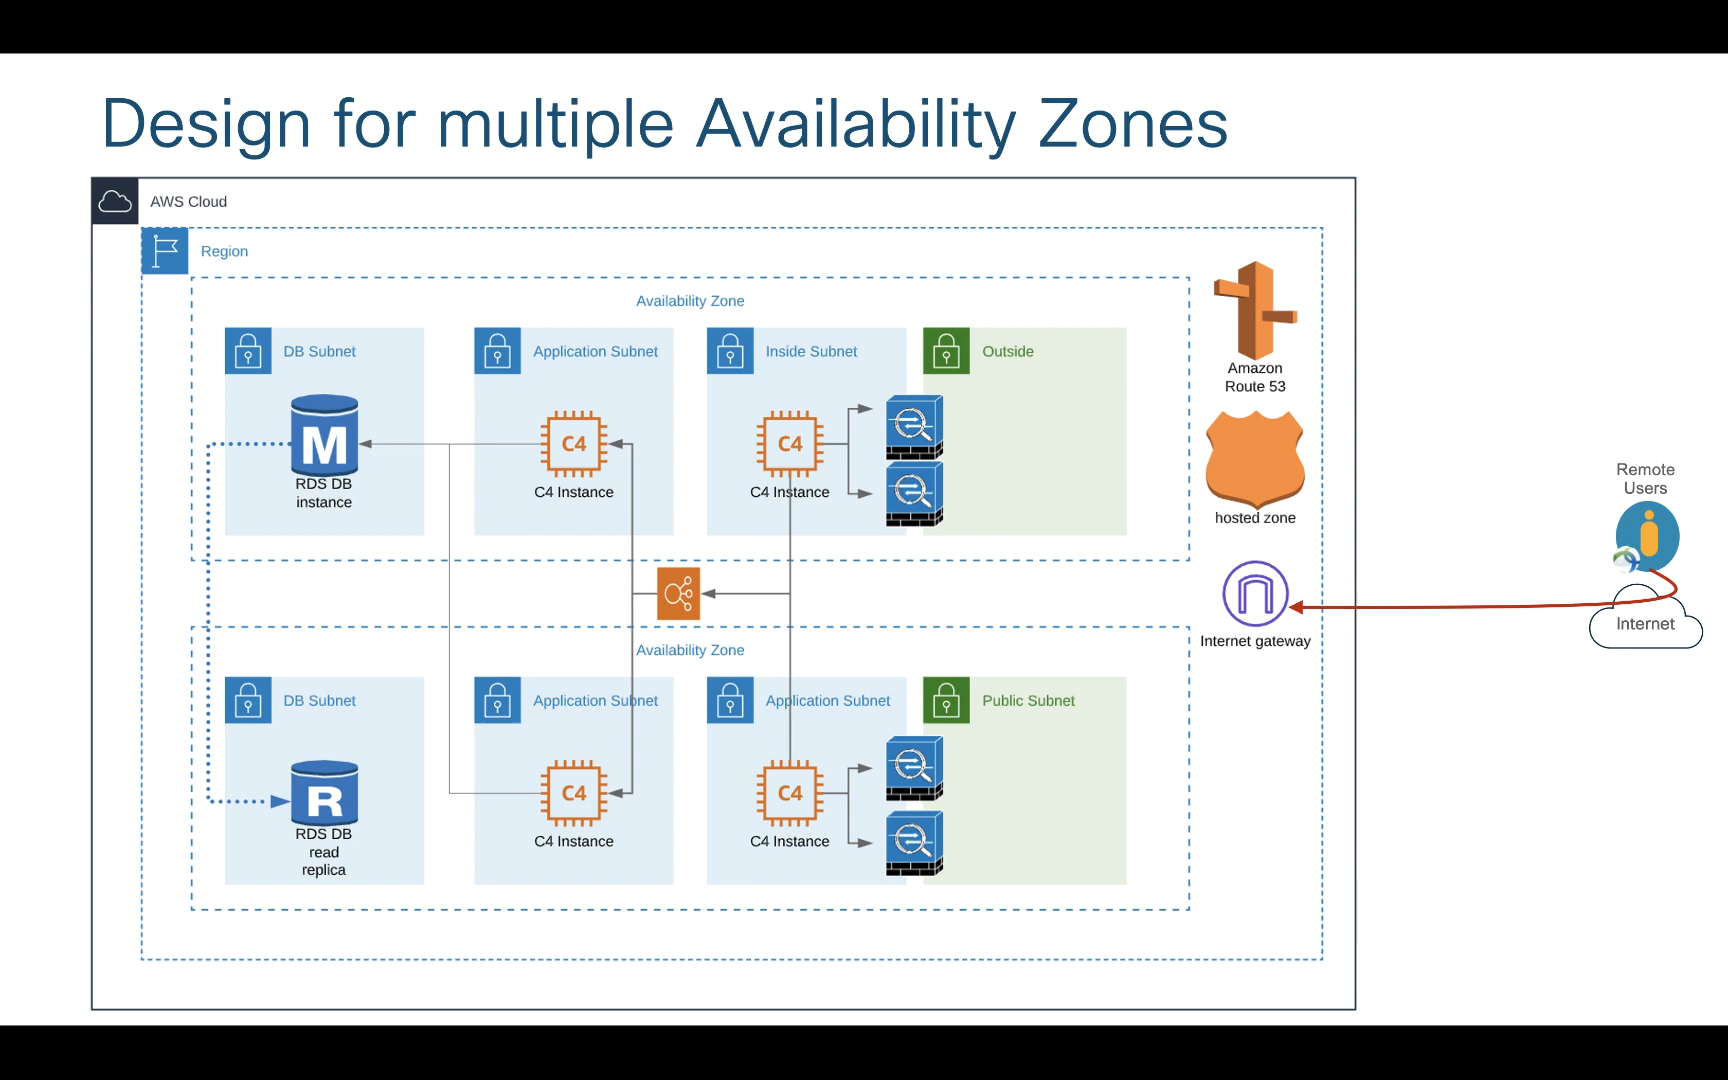 Design for multiple Availability Zones
AWS Cloud
Region
Availability Zone
DB Subnet
Application Subnet
Inside Subnet
Outside
M
RDS DB
instance
C4
C4 Instance
C4
C4 Instance
Amazon
Route 53
hosted zone
Internet gateway
Remote
Users
Internet
Availability Zone
DB Subnet
Application Subnet
Application Subnet
Public Subnet
R
RDS DB
read
replica
C4
C4 Instance
C4
C4 Instance